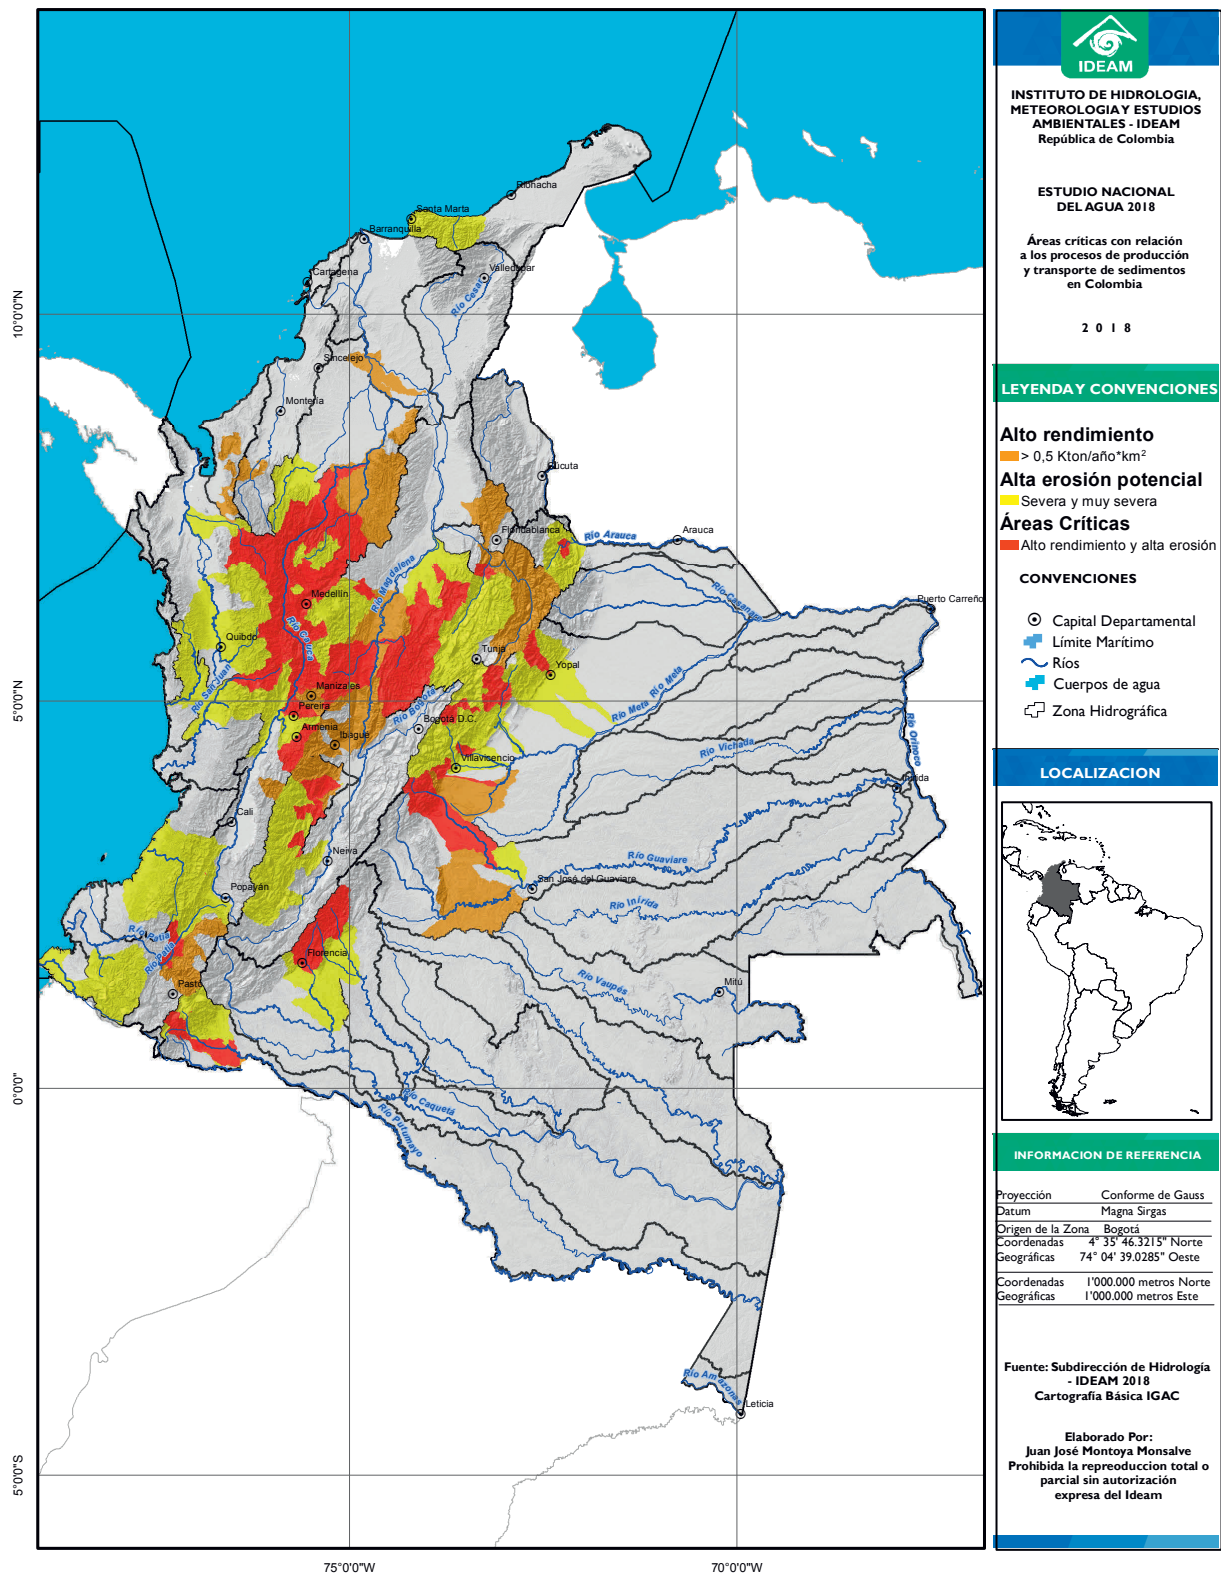 Riohacha
Santa Marta
Barranquilla
Cartagena
Valledupar
Río Cesar
10°0'0"N
Sincelejo
Montería
Cúcuta
Floridablanca
Río Arauca
Arauca
Río Magdalena
Río Casanare
Puerto Carreño
Medellín
Río Cauca
Quibdo
Tunja
Yopal
Río San Juan
Río Meta
Río Meta
Manizales
5°0'0"N
Pereira
Río Bogotá
Bogotá D.C.
Armenia
Ibagué
Río Orinoco
Río Vichada
Villavicencio
Inírida
Cali
Neiva
Río Guaviare
San José del Guaviare
Popayán
Río Inírida
Río Patía
Río Patía
Florencia
Río Vaupés
Mitú
Pasto
0°0'0"
Río Caquetá
Río Putumayo
Río Amazonas
Leticia
5°0'0"S
75°0'0"W
70°0'0"W
IDEAM
INSTITUTO DE HIDROLOGIA,
METEOROLOGIA Y ESTUDIOS
AMBIENTALES - IDEAM
República de Colombia
ESTUDIO NACIONAL
DEL AGUA 2018
Áreas críticas con relación
a los procesos de producción
y transporte de sedimentos
en Colombia
2 0 1 8
LEYENDA Y CONVENCIONES
Alto rendimiento
> 0,5 Kton/año*km²
Alta erosión potencial
Severa y muy severa
Áreas Críticas
Alto rendimiento y alta erosión
CONVENCIONES
Capital Departamental
Límite Marítimo
Ríos
Cuerpos de agua
Zona Hidrográfica
LOCALIZACION
INFORMACION DE REFERENCIA
Proyección Conforme de Gauss
Datum Magna Sirgas
Origen de la Zona Bogotá
Coordenadas 4° 35' 46.3215" Norte
Geográficas 74° 04' 39.0285" Oeste
Coordenadas 1'000.000 metros Norte
Geográficas 1'000.000 metros Este
Fuente: Subdirección de Hidrología
- IDEAM 2018
Cartografía Básica IGAC
Elaborado Por:
Juan José Montoya Monsalve
Prohibida la repreoduccion total o
parcial sin autorización
expresa del Ideam